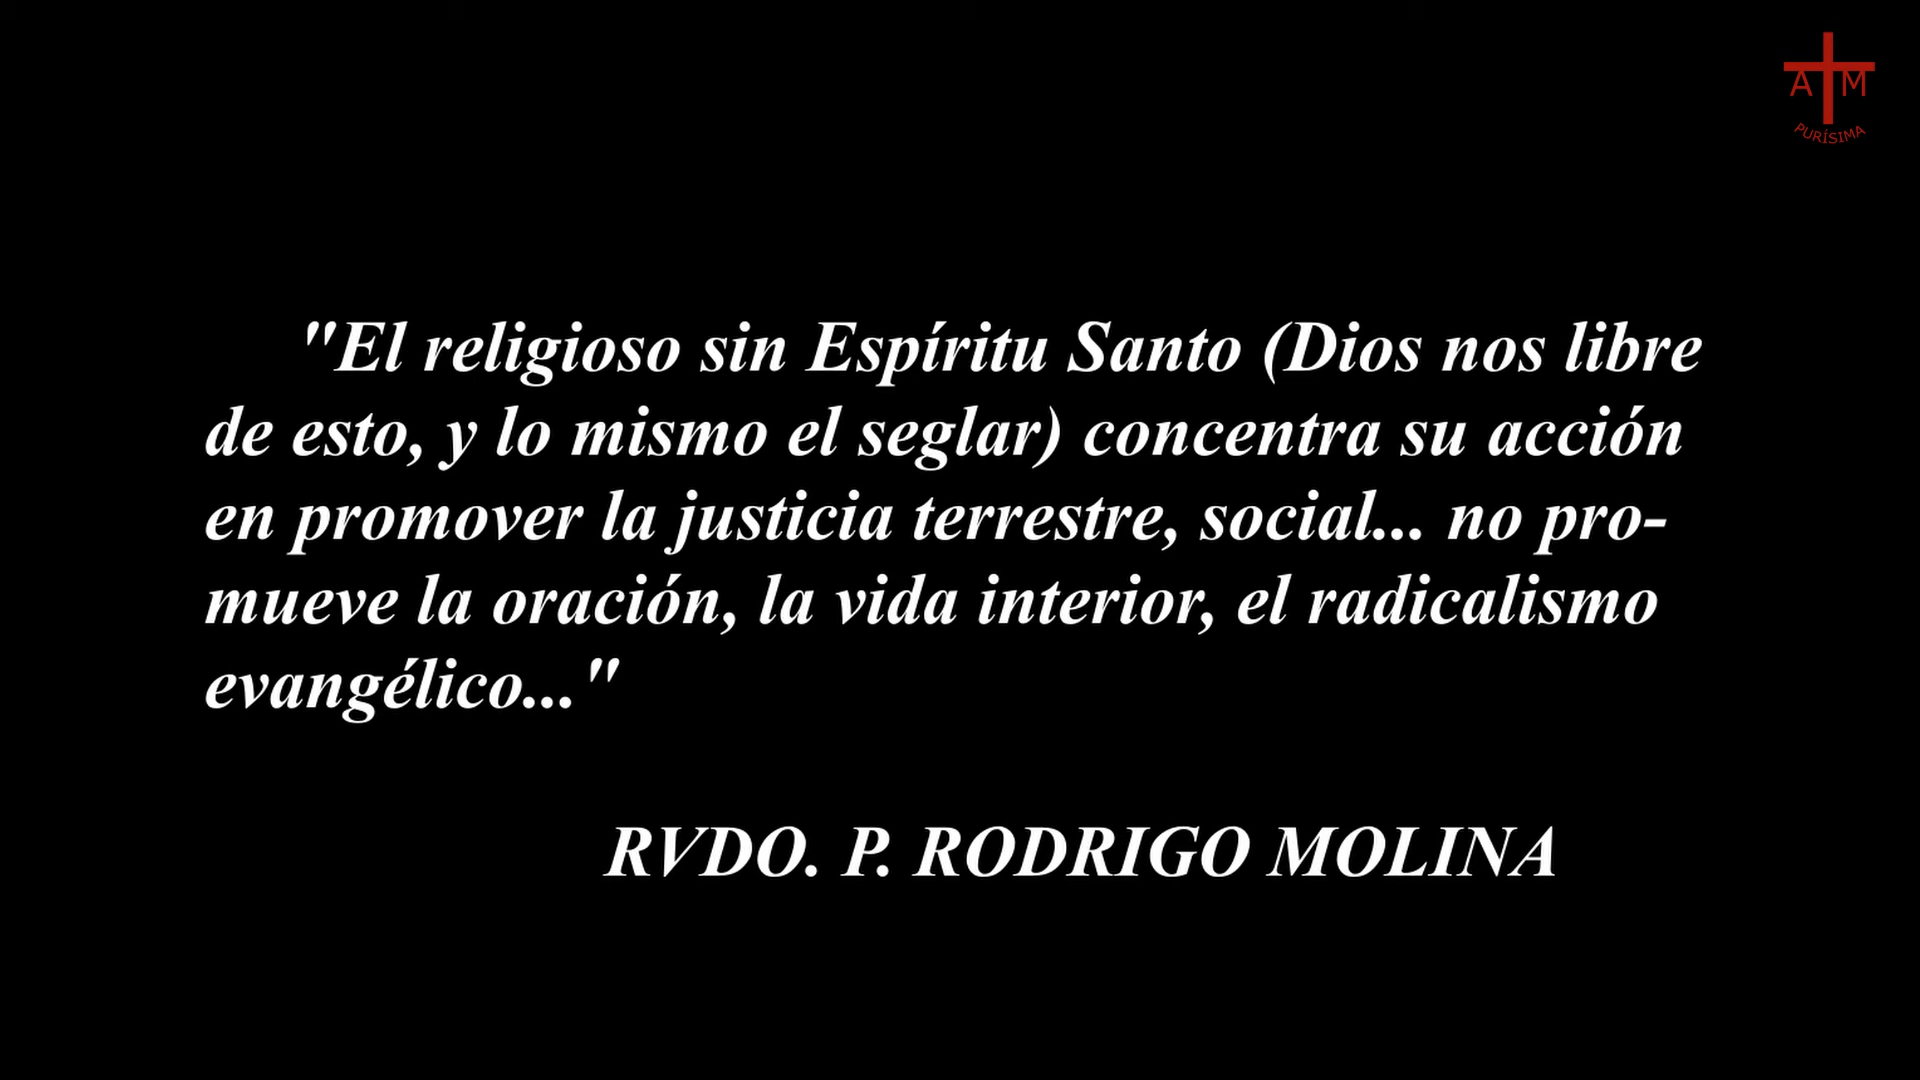 A M
PURÍSIMA
"El religioso sin Espíritu Santo (Dios nos libre
de esto, y lo mismo el seglar) concentra su acción
en promover la justicia terrestre, social... no pro-
mueve la oración, la vida interior, el radicalismo
evangélico..."
RVDO. P. RODRIGO MOLINA